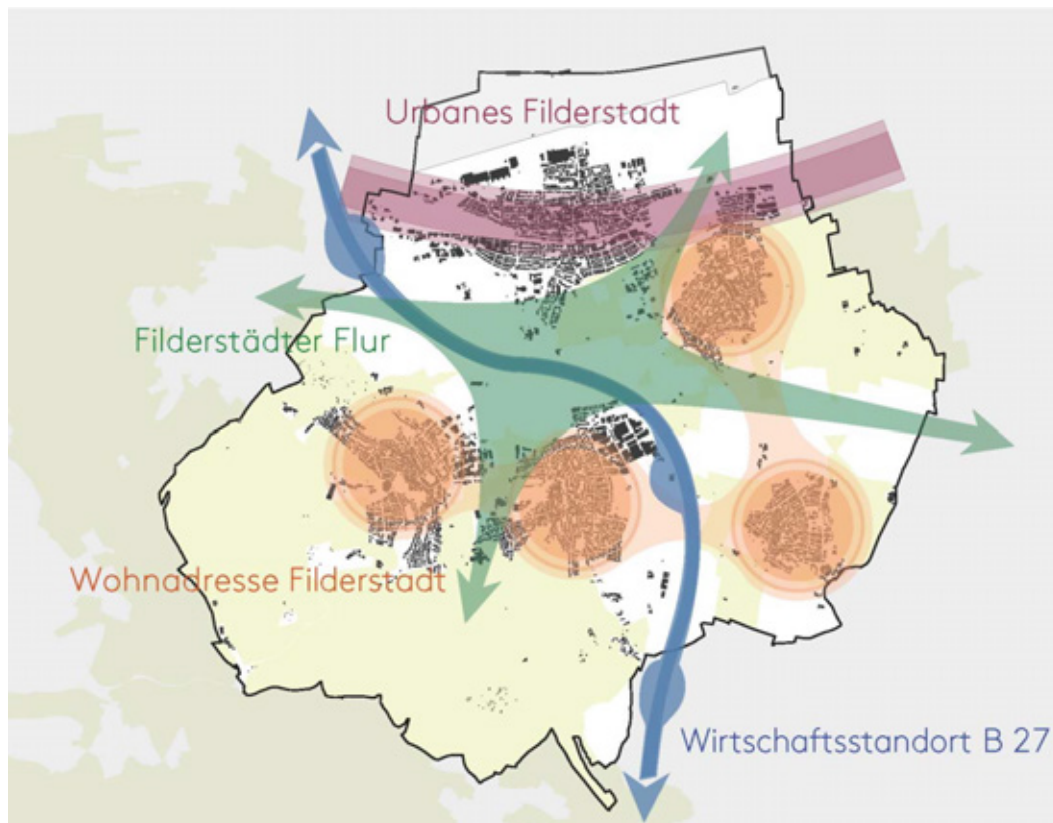 Urbanes Filderstadt
Filderstädter Flur
Wohnadresse Filderstadt
Wirtschaftsstandort B 27